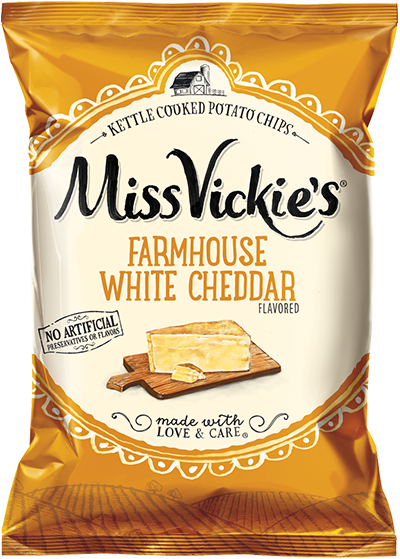 KETTLE COOKED POTATO CHIPS
Miss Vickie's®
FARMHOUSE
WHITE CHEDDAR
FLAVORED
NO ARTIFICIAL
PRESERVATIVES OR FLAVORS
made with
LOVE & CARE®